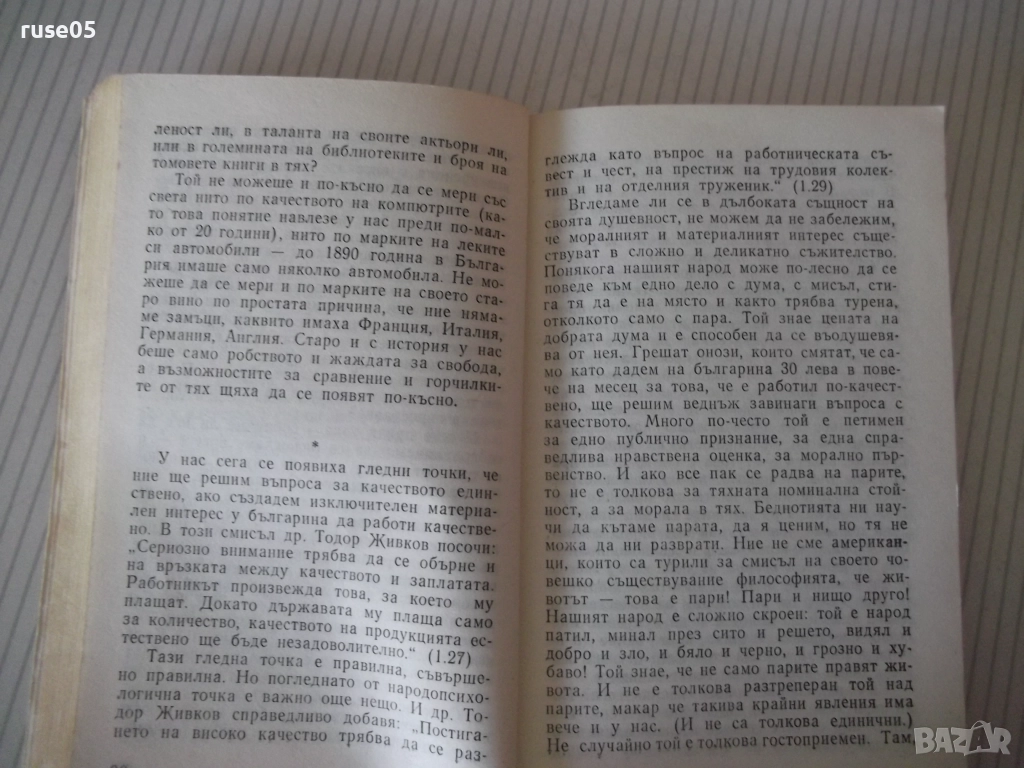 ruse05
леност ли, в таланта на своите актьори ли,
или в големината на библиотеките и броя на
томовете книги в тях?
Той не можеше и по-късно да се мери със
света нито по качеството на компютрите (ка-
то това понятие навлезе у нас преди по-мал-
ко от 20 години), нито по марките на леките
си автомобили — до 1890 година в Бълга-
рия имаше само няколко автомобила. Не мо-
жеше да се мери и по марките на своето ста-
ро вино по простата причина, че ние няма-
ме замъци, каквито имаха Франция, Италия,
Германия, Англия. Старо и с история у нас
беше само робството и жаждата за свобода,
а възможностите за сравнение и горчилки-
те от тях щяха да се появят по-късно.
*
У нас сега се появиха гледни точки, че
ние ще решим въпроса за качеството един-
ствено, ако създадем изключителен материа-
лен интерес у българина да работи качестве-
но. В този смисъл др. Тодор Живков посочи:
„Сериозно внимание трябва да се обърне и
на връзката между качеството и заплатата.
Работникът произвежда това, за което му
плащат. Докато държавата му плаща само
за количество, качеството на продукцията ес-
тествено ще бъде незадоволително.“ (1.27)
Тази гледна точка е правилна, съвърше-
но правилна. Но погледнато от народопсихо-
логична точка е важно още нещо. И др. То-
дор Живков справедливо добавя: „Постига-
нето на високо качество трябва да се раз-
глежда като въпрос на работническата съ-
вест и чест, на престиж на трудовия колек-
тив и на отделния труженик.“ (1.29)
Вгледаме ли се в дълбоката същност на
своята душевност, не можем да не забележим,
че моралният и материалният интерес съще-
ствуват в сложно и деликатно съжителство.
Понякога нашият народ може по-лесно да се
поведе към едно дело с дума, с мисъл, сти-
га тя да е на място и както трябва турена,
отколкото само с пара. Той знае цената на
добрата дума и е способен да се въодушевя-
ва от нея. Грешат онози, които смятат, че са-
мо като дадем на българина 30 лева в пове-
че на месец за това, че е работил по-качест-
вено, ще решим веднъж завинаги въпроса с
качеството. Много по-често той е петимен
за едно публично признание, за една спра-
ведлива нравствена оценка, за морално пър-
венство. И ако все пак се радва на парите,
то не е толкова за тяхната номинална стой-
ност, а за морала в тях. Беднотията ни нау-
чи да кътаме парата, да я ценим, но тя не
можа да ни разврати. Ние не сме американ-
ци, които са турили за смисъл на своето чо-
вешко съществувание философията, че жи-
вотът — това е пари! Пари и нищо друго!
Нашият народ е сложно скроен: той е народ
патил, минал през сито и решето, видял и
добро и зло, и бяло и черно, и грозно и ху-
баво! Той знае, че не само парите правят жи-
вота. И не е толкова разтреперан той над
парите, макар че такива крайни явления има
вече и у нас. (И не са толкова единични.)
Не случайно той е толкова гостоприемен. Там,
BAZAR